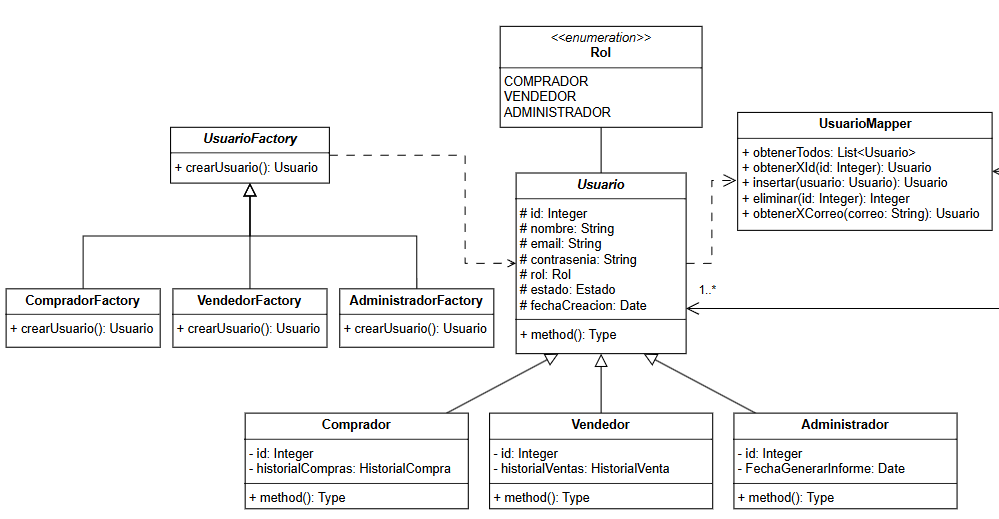 <<enumeration>>
Rol
COMPRADOR
VENDEDOR
ADMINISTRADOR
UsuarioFactory
+ crearUsuario(): Usuario
UsuarioMapper
+ obtenerTodos: List<Usuario>
+ obtenerXId(id: Integer): Usuario
+ insertar(usuario: Usuario): Usuario
+ eliminar(id: Integer): Integer
+ obtenerXCorreo(correo: String): Usuario
Usuario
# id: Integer
# nombre: String
# email: String
# contrasenia: String
# rol: Rol
# estado: Estado
# fechaCreacion: Date
+ method(): Type
1..*
CompradorFactory
+ crearUsuario(): Usuario
VendedorFactory
+ crearUsuario(): Usuario
AdministradorFactory
+ crearUsuario(): Usuario
Comprador
- id: Integer
- historialCompras: HistorialCompra
+ method(): Type
Vendedor
- id: Integer
- historialVentas: HistorialVenta
+ method(): Type
Administrador
- id: Integer
- FechaGenerarInforme: Date
+ method(): Type